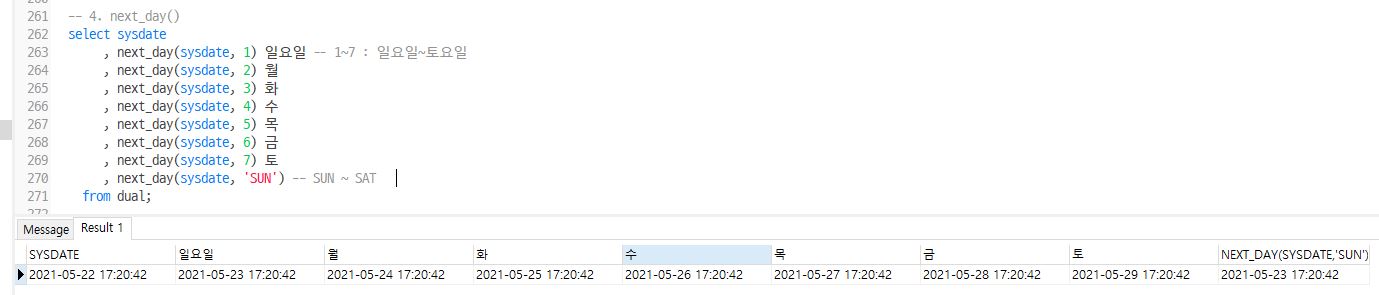 261 -- 4. next_day()
262 select sysdate
263 , next_day(sysdate, 1) 일요일 -- 1~7 : 일요일~토요일
264 , next_day(sysdate, 2) 월
265 , next_day(sysdate, 3) 화
266 , next_day(sysdate, 4) 수
267 , next_day(sysdate, 5) 목
268 , next_day(sysdate, 6) 금
269 , next_day(sysdate, 7) 토
270 , next_day(sysdate, 'SUN') -- SUN ~ SAT
271 from dual;
Message Result 1
SYSDATE 일요일 월 화 수 목 금 토 NEXT_DAY(SYSDATE,'SUN')
2021-05-22 17:20:42 2021-05-23 17:20:42 2021-05-24 17:20:42 2021-05-25 17:20:42 2021-05-26 17:20:42 2021-05-27 17:20:42 2021-05-28 17:20:42 2021-05-29 17:20:42 2021-05-23 17:20:42